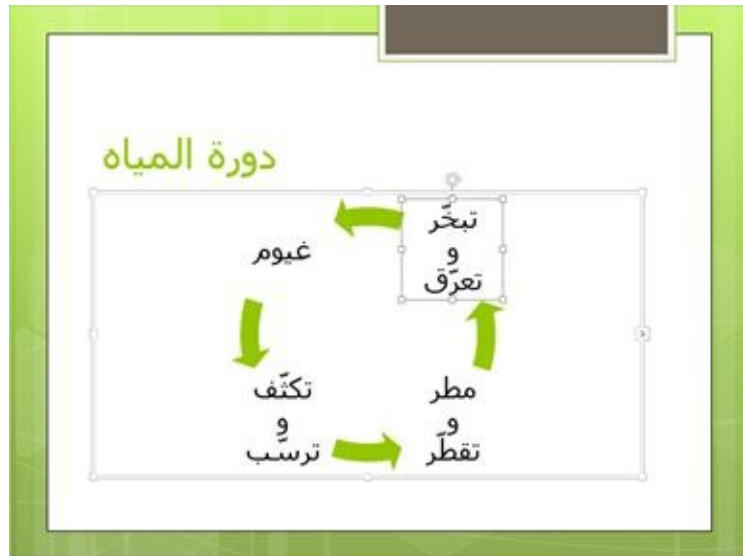 دورة المياه
تبخّر
و
تعرّق
غيوم
تكثّف
و
ترسّب
مطر
و
تقطّر